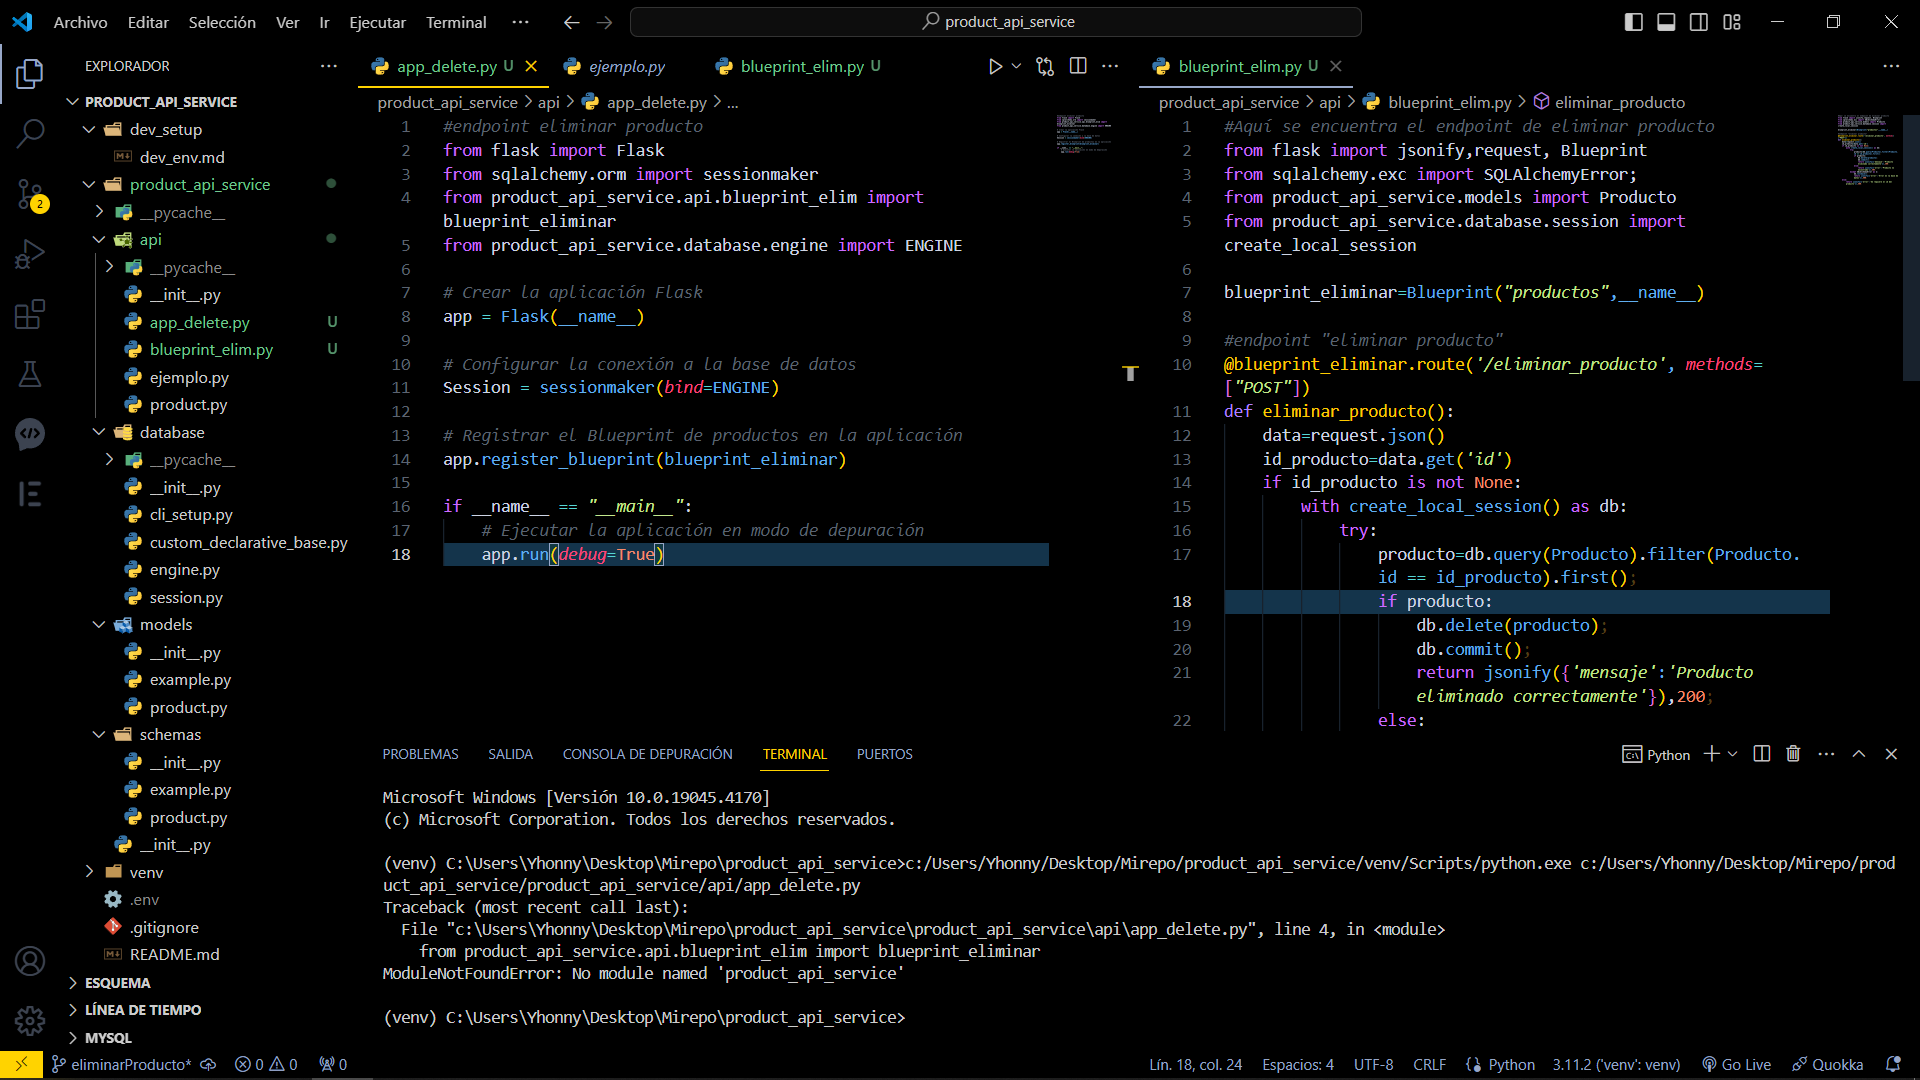 Archivo Editar Selección Ver Ir Ejecutar Terminal ··· product_api_service
EXPLORADOR ···
PRODUCT_API_SERVICE
dev_setup
dev_env.md
product_api_service
__pycache__
api
__pycache__
__init__.py
app_delete.py U
blueprint_elim.py U
ejemplo.py
product.py
database
__pycache__
__init__.py
cli_setup.py
custom_declarative_base.py
engine.py
session.py
models
__init__.py
example.py
product.py
schemas
__init__.py
example.py
product.py
__init__.py
venv
.env
.gitignore
README.md
ESQUEMA
LÍNEA DE TIEMPO
MYSQL
2
app_delete.py U ejemplo.py blueprint_elim.py U
product_api_service > api > app_delete.py > ...
1 #endpoint eliminar producto
2 from flask import Flask
3 from sqlalchemy.orm import sessionmaker
4 from product_api_service.api.blueprint_elim import
blueprint_eliminar
5 from product_api_service.database.engine import ENGINE
6
7 # Crear la aplicación Flask
8 app = Flask(__name__)
9
10 # Configurar la conexión a la base de datos
11 Session = sessionmaker(bind=ENGINE)
12
13 # Registrar el Blueprint de productos en la aplicación
14 app.register_blueprint(blueprint_eliminar)
15
16 if __name__ == "__main__":
17 # Ejecutar la aplicación en modo de depuración
18 app.run(debug=True)
blueprint_elim.py U
product_api_service > api > blueprint_elim.py > eliminar_producto
1 #Aquí se encuentra el endpoint de eliminar producto
2 from flask import jsonify,request, Blueprint
3 from sqlalchemy.exc import SQLAlchemyError;
4 from product_api_service.models import Producto
5 from product_api_service.database.session import
create_local_session
6
7 blueprint_eliminar=Blueprint("productos",__name__)
8
9 #endpoint "eliminar producto"
10 @blueprint_eliminar.route('/eliminar_producto', methods=
["POST"])
11 def eliminar_producto():
12 data=request.json()
13 id_producto=data.get('id')
14 if id_producto is not None:
15 with create_local_session() as db:
16 try:
17 producto=db.query(Producto).filter(Producto.
id == id_producto).first();
18 if producto:
19 db.delete(producto);
20 db.commit();
21 return jsonify({'mensaje':'Producto
eliminado correctamente'}),200;
22 else:
PROBLEMAS SALIDA CONSOLA DE DEPURACIÓN TERMINAL PUERTOS Python
Microsoft Windows [Versión 10.0.19045.4170]
(c) Microsoft Corporation. Todos los derechos reservados.
(venv) C:\Users\Yhonny\Desktop\Mirepo\product_api_service>c:/Users/Yhonny/Desktop/Mirepo/product_api_service/venv/Scripts/python.exe c:/Users/Yhonny/Desktop/Mirepo/prod
uct_api_service/product_api_service/api/app_delete.py
Traceback (most recent call last):
File "c:\Users\Yhonny\Desktop\Mirepo\product_api_service\product_api_service\api\app_delete.py", line 4, in <module>
from product_api_service.api.blueprint_elim import blueprint_eliminar
ModuleNotFoundError: No module named 'product_api_service'
(venv) C:\Users\Yhonny\Desktop\Mirepo\product_api_service>
eliminarProducto* 0 0 0 Lín. 18, col. 24 Espacios: 4 UTF-8 CRLF Python 3.11.2 ('venv': venv) Go Live Quokka